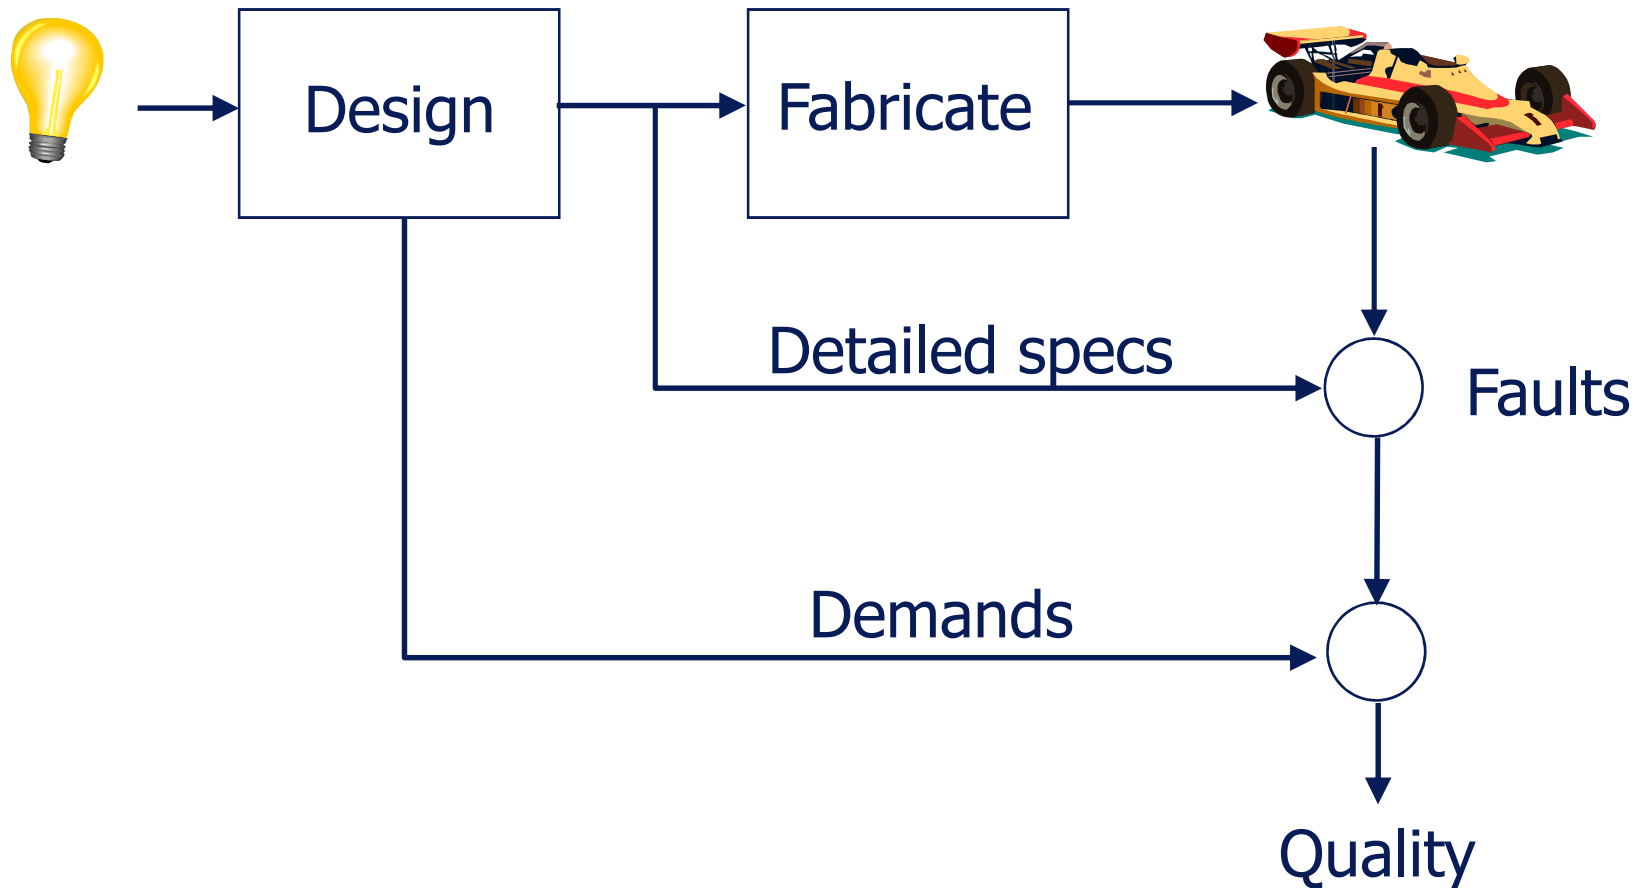 Design
Fabricate
Detailed specs
Faults
Demands
Quality